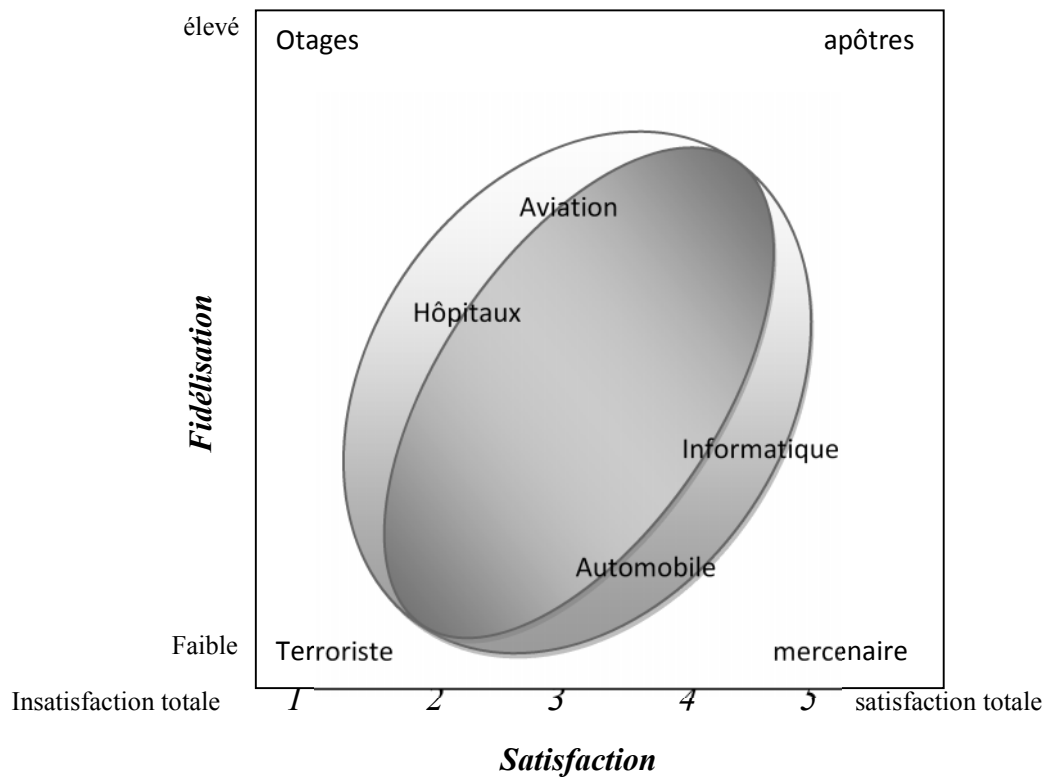 élevé
Otages
apôtres
Aviation
Hôpitaux
Fidélisation
Informatique
Automobile
Faible
Terroriste
mercenaire
Insatisfaction totale 1 2 3 4 5 satisfaction totale
Satisfaction